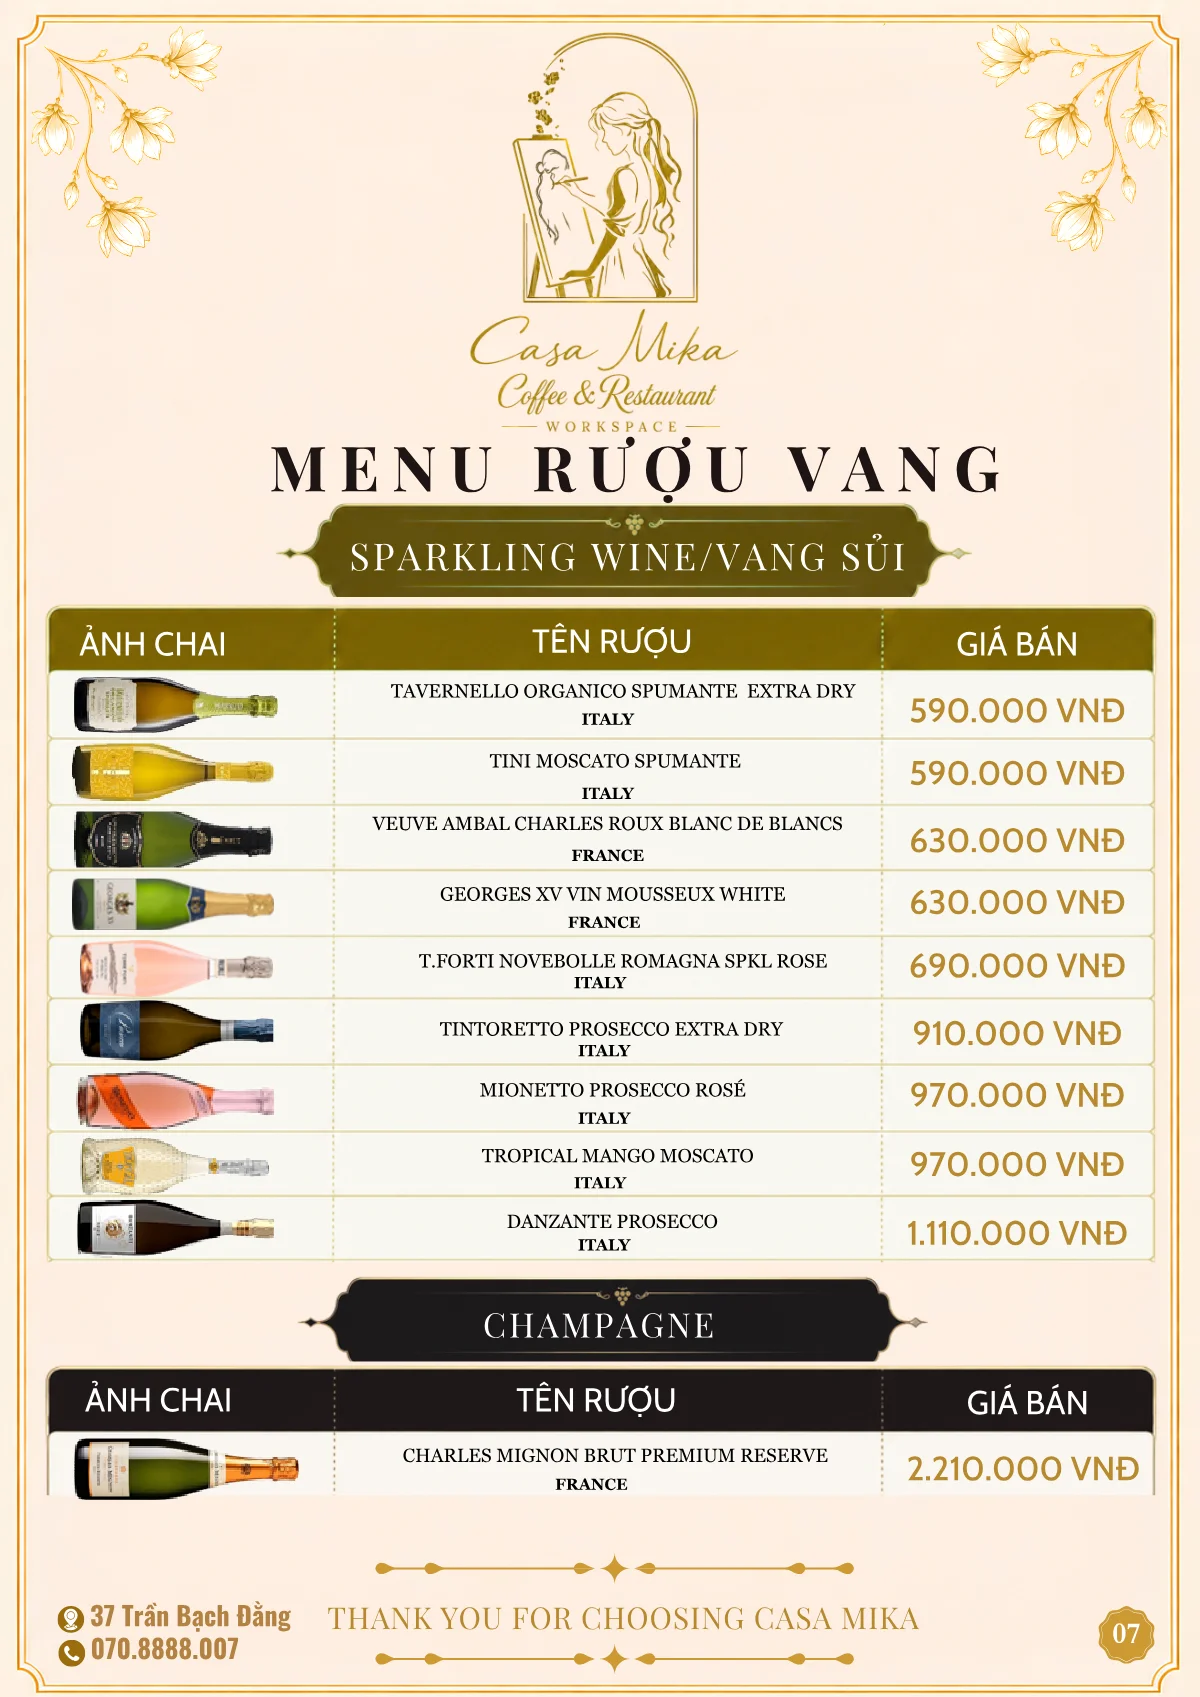 Casa Mika
Coffee & Restaurant
WORKSPACE
MENU RƯỢU VANG
SPARKLING WINE/VANG SỦI
ẢNH CHAI TÊN RƯỢU GIÁ BÁN
TAVERNELLO ORGANICO SPUMANTE EXTRA DRY
ITALY
590.000 VNĐ
TINI MOSCATO SPUMANTE
ITALY
590.000 VNĐ
VEUVE AMBAL CHARLES ROUX BLANC DE BLANCS
FRANCE
630.000 VNĐ
GEORGES XV VIN MOUSSEUX WHITE
FRANCE
630.000 VNĐ
T.FORTI NOVEBOLLE ROMAGNA SPKL ROSE
ITALY
690.000 VNĐ
TINTORETTO PROSECCO EXTRA DRY
ITALY
910.000 VNĐ
MIONETTO PROSECCO ROSÉ
ITALY
970.000 VNĐ
TROPICAL MANGO MOSCATO
ITALY
970.000 VNĐ
DANZANTE PROSECCO
ITALY
1.110.000 VNĐ
CHAMPAGNE
ẢNH CHAI TÊN RƯỢU GIÁ BÁN
CHARLES MIGNON BRUT PREMIUM RESERVE
FRANCE
2.210.000 VNĐ
37 Trần Bạch Đằng
070.8888.007
THANK YOU FOR CHOOSING CASA MIKA
07